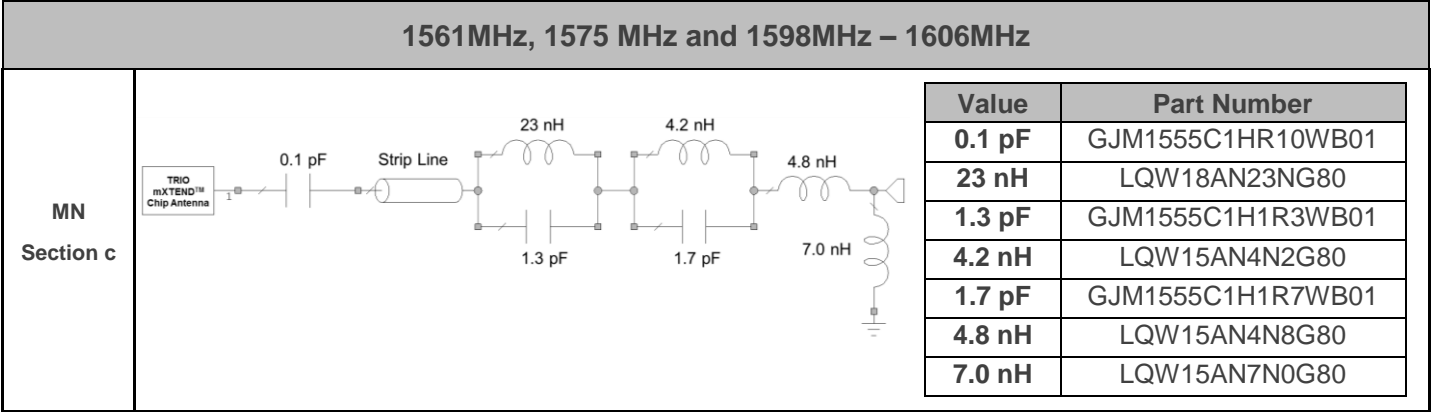 1561MHz, 1575 MHz and 1598MHz – 1606MHz
MN
Section c
TRIO
mXTEND™
Chip Antenna
1
0.1 pF
Strip Line
23 nH
1.3 pF
4.2 nH
1.7 pF
4.8 nH
7.0 nH
Value Part Number
0.1 pF GJM1555C1HR10WB01
23 nH LQW18AN23NG80
1.3 pF GJM1555C1H1R3WB01
4.2 nH LQW15AN4N2G80
1.7 pF GJM1555C1H1R7WB01
4.8 nH LQW15AN4N8G80
7.0 nH LQW15AN7N0G80